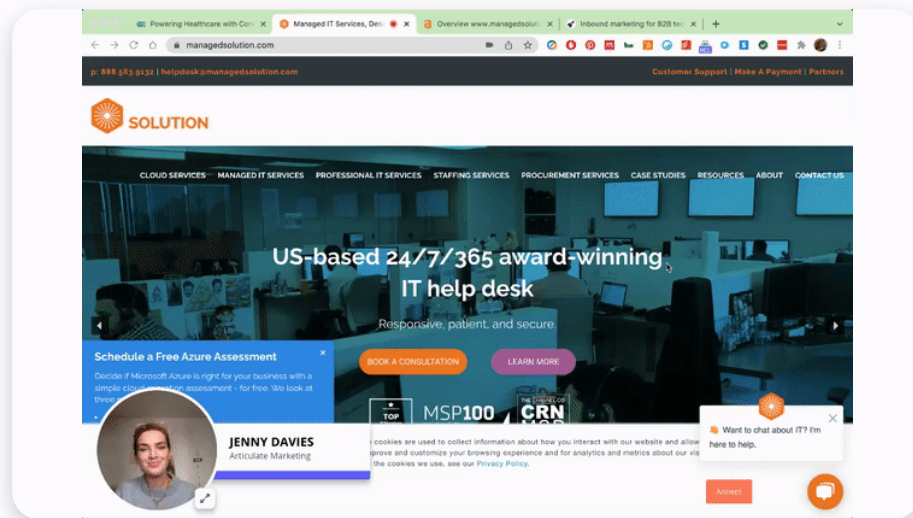 Powering Healthcare with Con
Managed IT Services, Des
Overview www.managedsoluti
Inbound marketing for B2B tec
managedsolution.com
p: 888.563.9132 | helpdesk@managedsolution.com
Customer Support | Make A Payment | Partners
SOLUTION
CLOUD SERVICES MANAGED IT SERVICES PROFESSIONAL IT SERVICES STAFFING SERVICES PROCUREMENT SERVICES CASE STUDIES RESOURCES ABOUT CONTACT US
US-based 24/7/365 award-winning
IT help desk
Responsive, patient, and secure.
BOOK A CONSULTATION
LEARN MORE
Schedule a Free Azure Assessment
Decide if Microsoft Azure is right for your business with a
simple cloud assessment - for free. We look at
three
TOP
MSP100
THE CHANNEL CO
CRN
JENNY DAVIES
Articulate Marketing
cookies are used to collect information about how you interact with our website and allow
prove and customize your browsing experience and for analytics and metrics about our vis
the cookies we use, see our Privacy Policy.
Want to chat about IT? I'm
here to help.
Accept